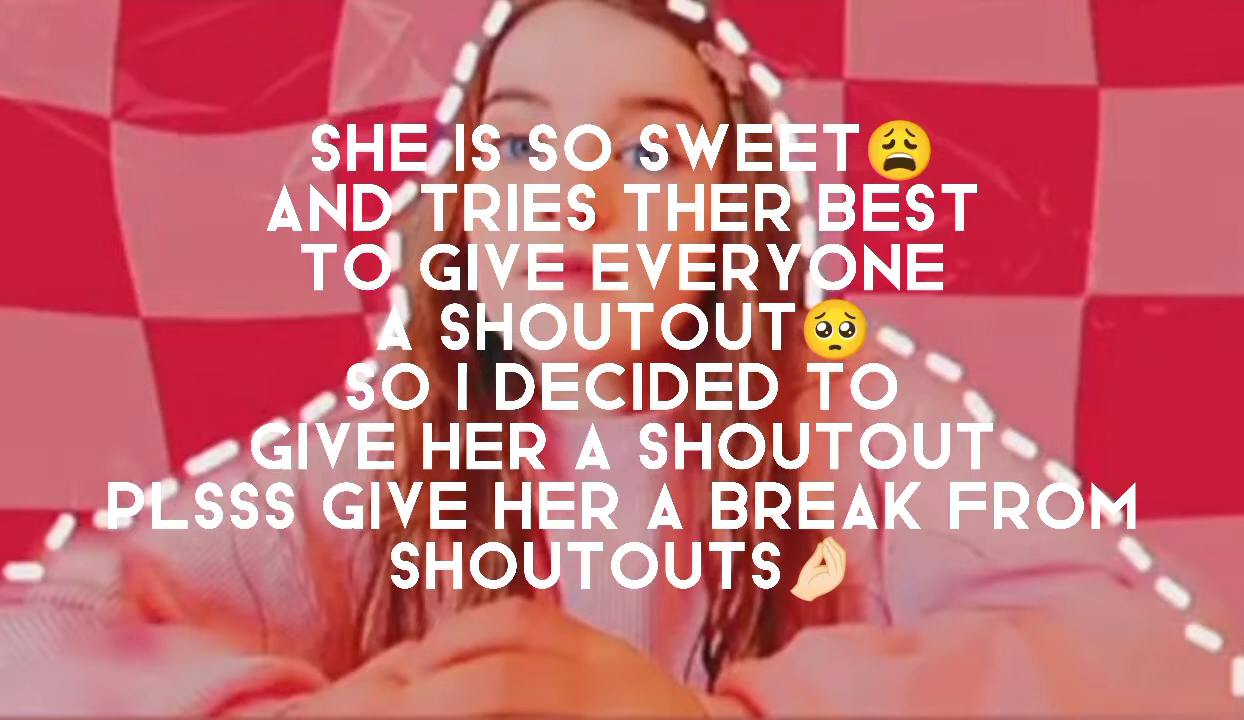 SHE IS SO SWEET😩
AND TRIES THER BEST
TO GIVE EVERYONE
A SHOUTOUT🥺
SO I DECIDED TO
GIVE HER A SHOUTOUT
PLSSS GIVE HER A BREAK FROM
SHOUTOUTS🤌🏻